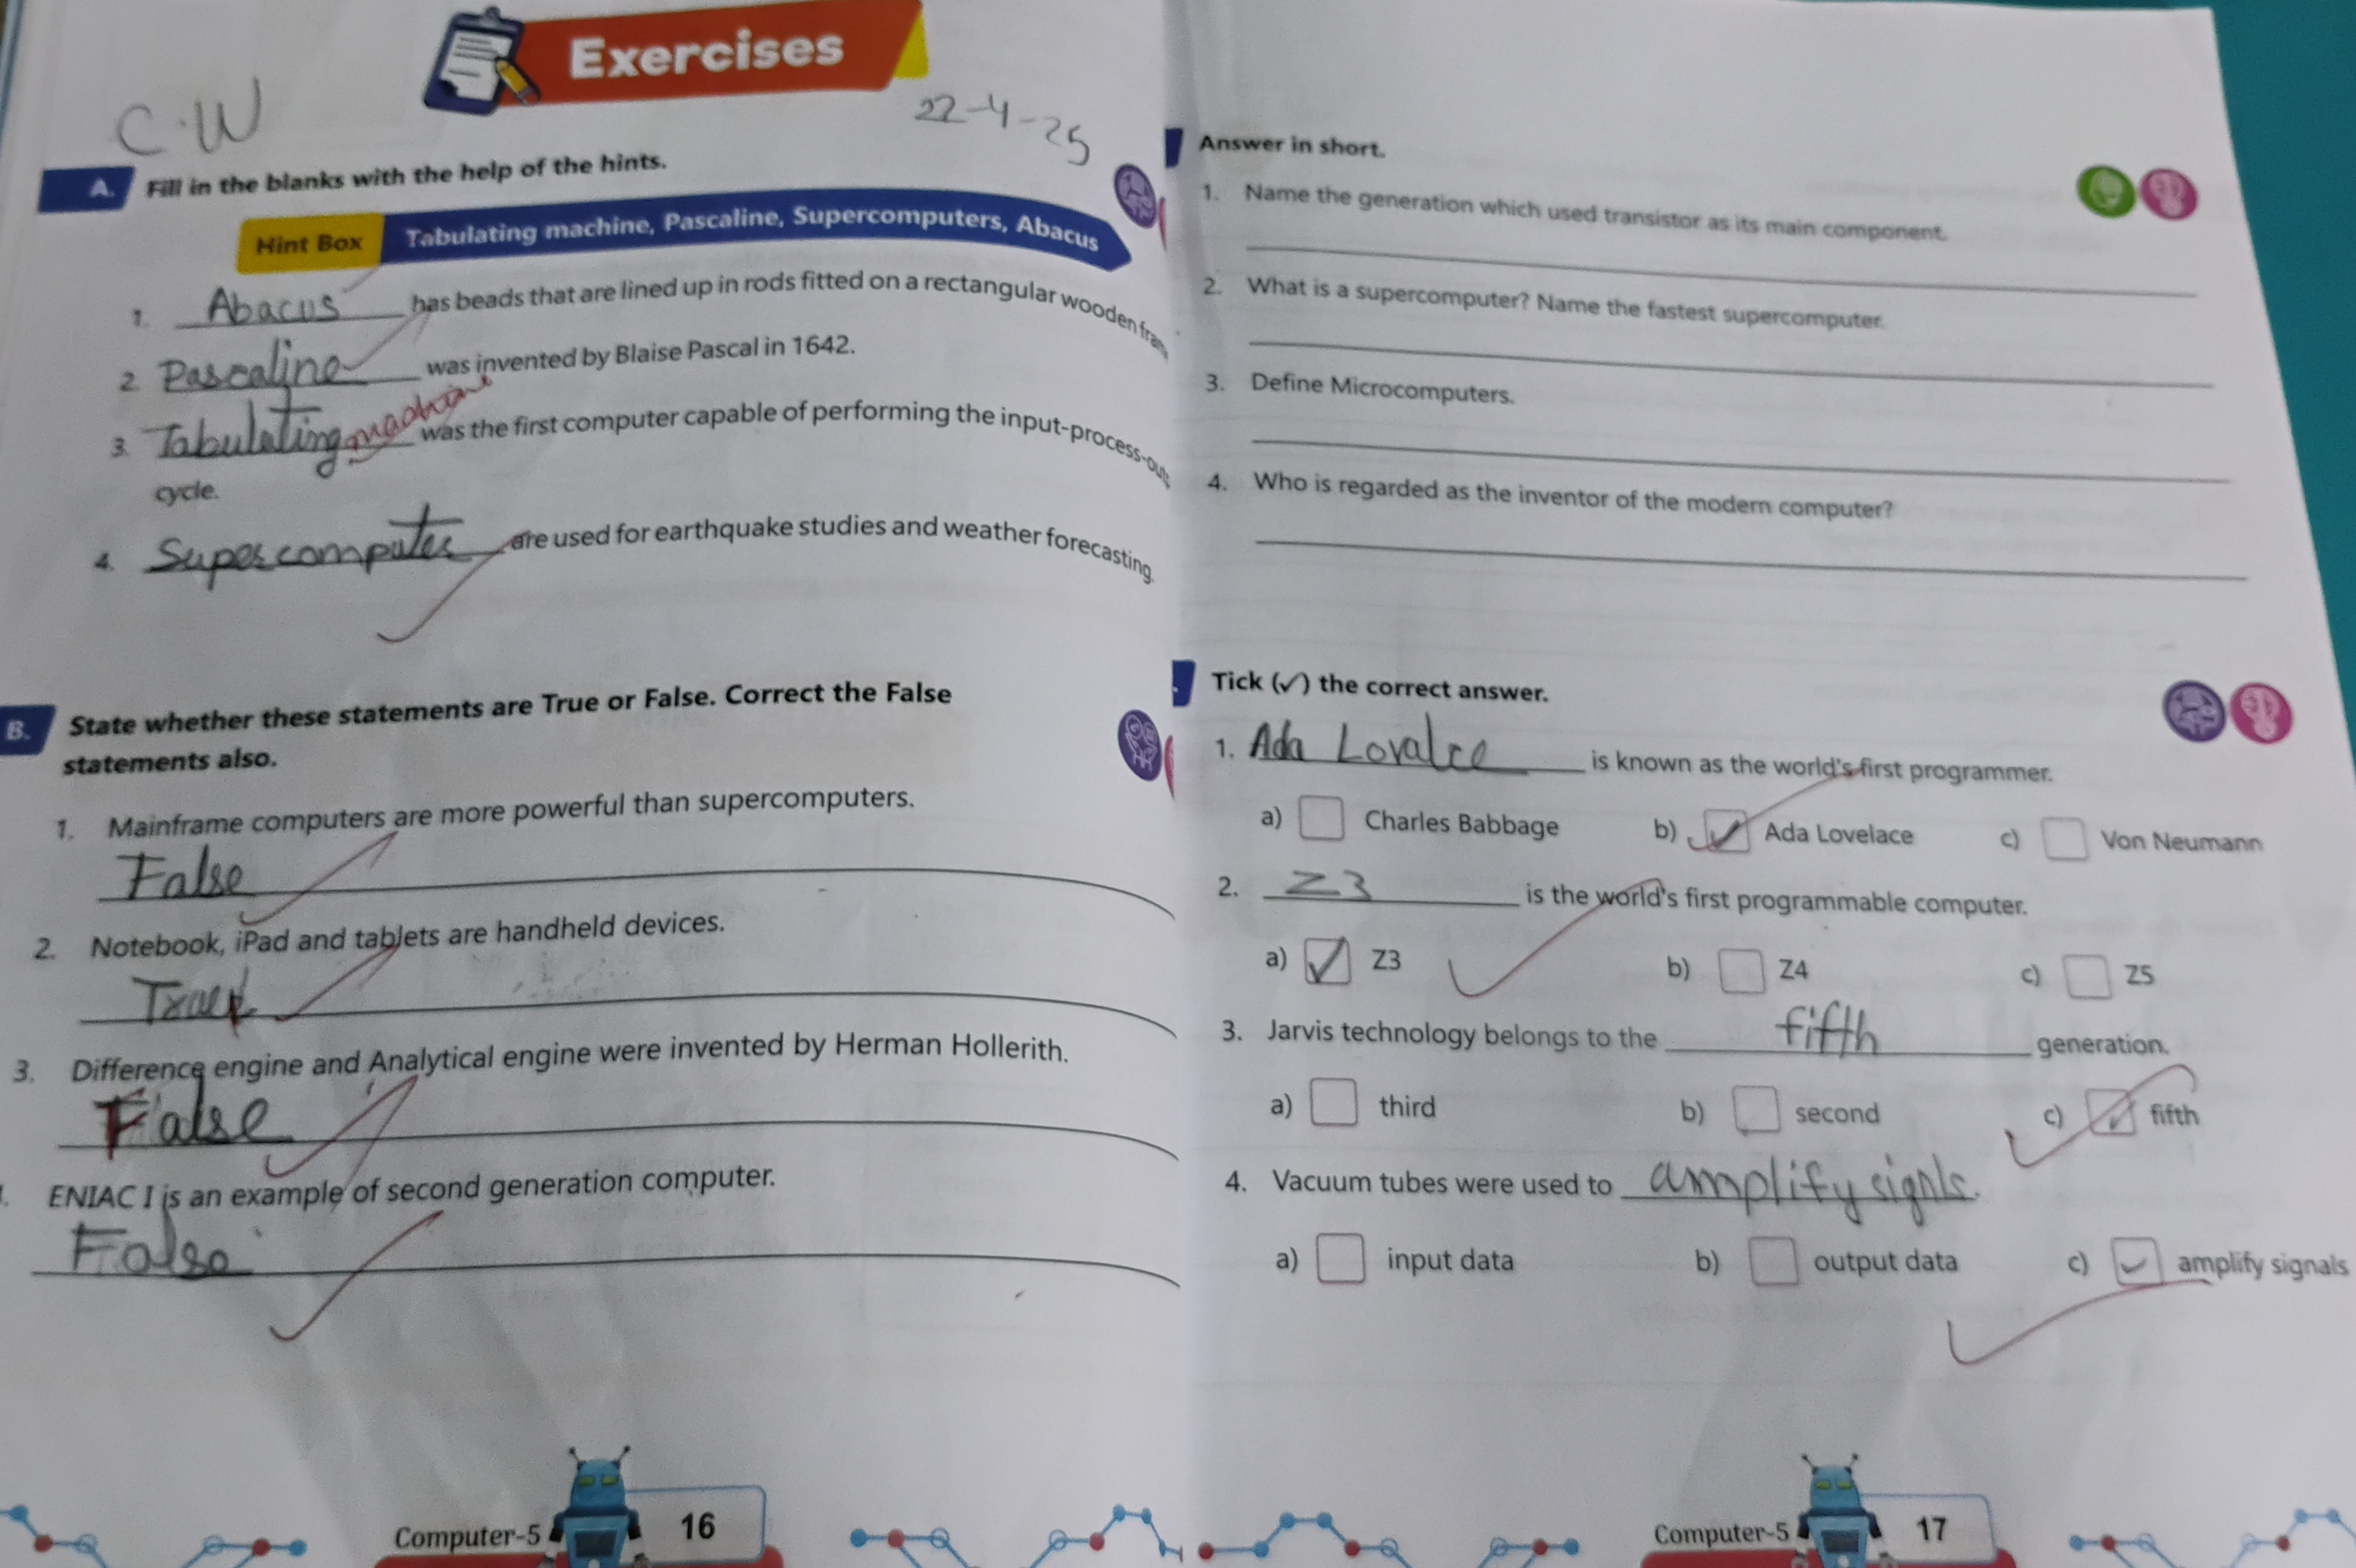 Exercises
C.W
22-4-25
A. Fill in the blanks with the help of the hints.
Hint Box Tabulating machine, Pascaline, Supercomputers, Abacus
1. Abacus has beads that are lined up in rods fitted on a rectangular wooden fram
2. Pascaline was invented by Blaise Pascal in 1642.
3. Tabulating machine was the first computer capable of performing the input-process-out
cycle.
4. Supercomputer are used for earthquake studies and weather forecasting.
B. State whether these statements are True or False. Correct the False
statements also.
1. Mainframe computers are more powerful than supercomputers.
False
2. Notebook, iPad and tablets are handheld devices.
3. Difference engine and Analytical engine were invented by Herman Hollerith.
False
ENIAC I is an example of second generation computer.
False
Computer-5 16
Answer in short.
1. Name the generation which used transistor as its main component.
2. What is a supercomputer? Name the fastest supercomputer.
3. Define Microcomputers.
4. Who is regarded as the inventor of the modern computer?
Tick (✓) the correct answer.
1. Ada Lovalce is known as the world's first programmer.
a) Charles Babbage b) ✓ Ada Lovelace c) Von Neumann
2. Z3 is the world's first programmable computer.
a) ✓ Z3 b) Z4 c) Z5
3. Jarvis technology belongs to the fifth generation.
a) third b) second c) ✓ fifth
4. Vacuum tubes were used to amplify signls.
a) input data b) output data c) ✓ amplify signals
Computer-5 17